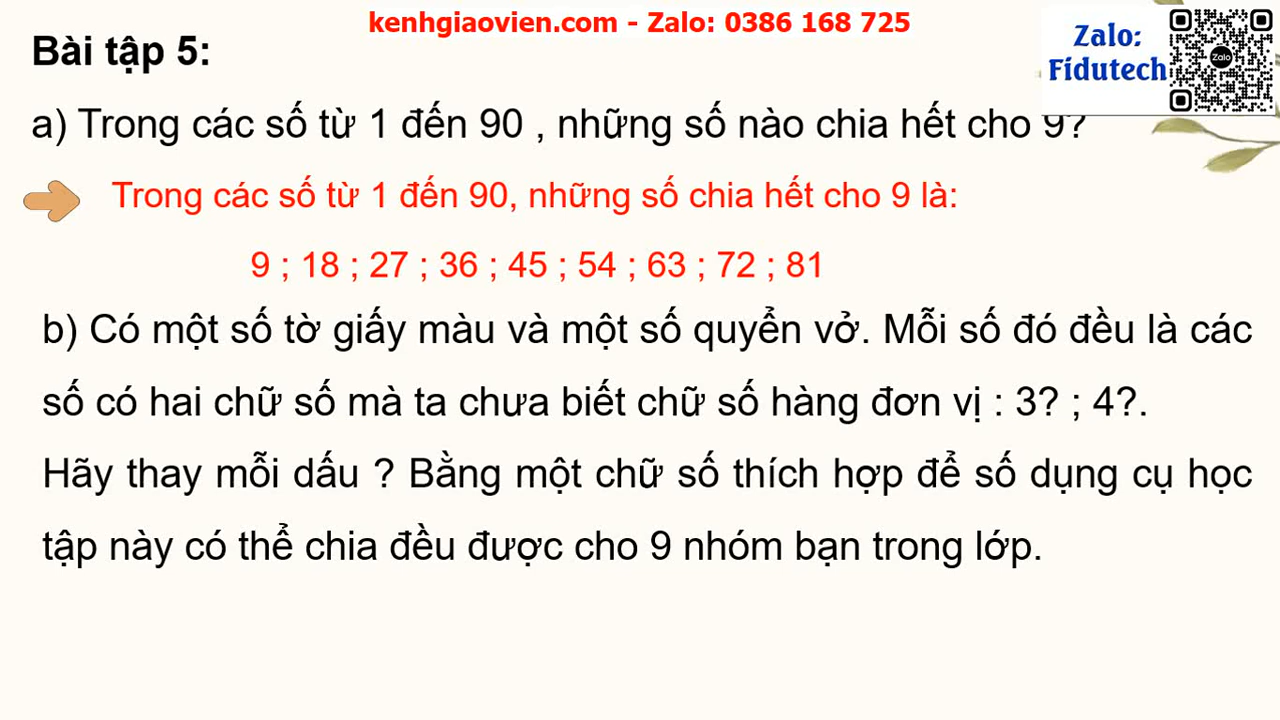 kenhgiaovien.com - Zalo: 0386 168 725
Zalo:
Fidutech
Zalo
Bài tập 5:
a) Trong các số từ 1 đến 90 , những số nào chia hết cho 9?
Trong các số từ 1 đến 90, những số chia hết cho 9 là:
9 ; 18 ; 27 ; 36 ; 45 ; 54 ; 63 ; 72 ; 81
b) Có một số tờ giấy màu và một số quyển vở. Mỗi số đó đều là các
số có hai chữ số mà ta chưa biết chữ số hàng đơn vị : 3? ; 4?.
Hãy thay mỗi dấu ? Bằng một chữ số thích hợp để số dụng cụ học
tập này có thể chia đều được cho 9 nhóm bạn trong lớp.